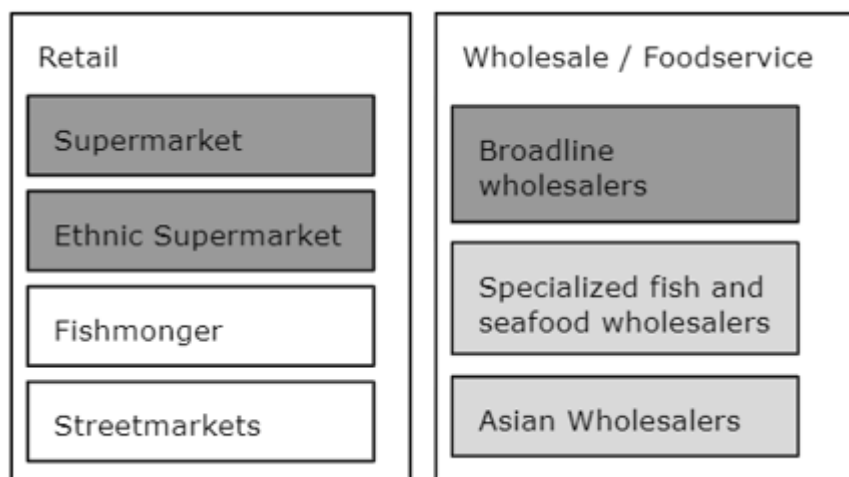 Retail
Supermarket
Ethnic Supermarket
Fishmonger
Streetmarkets
Wholesale / Foodservice
Broadline
wholesalers
Specialized fish and
seafood wholesalers
Asian Wholesalers